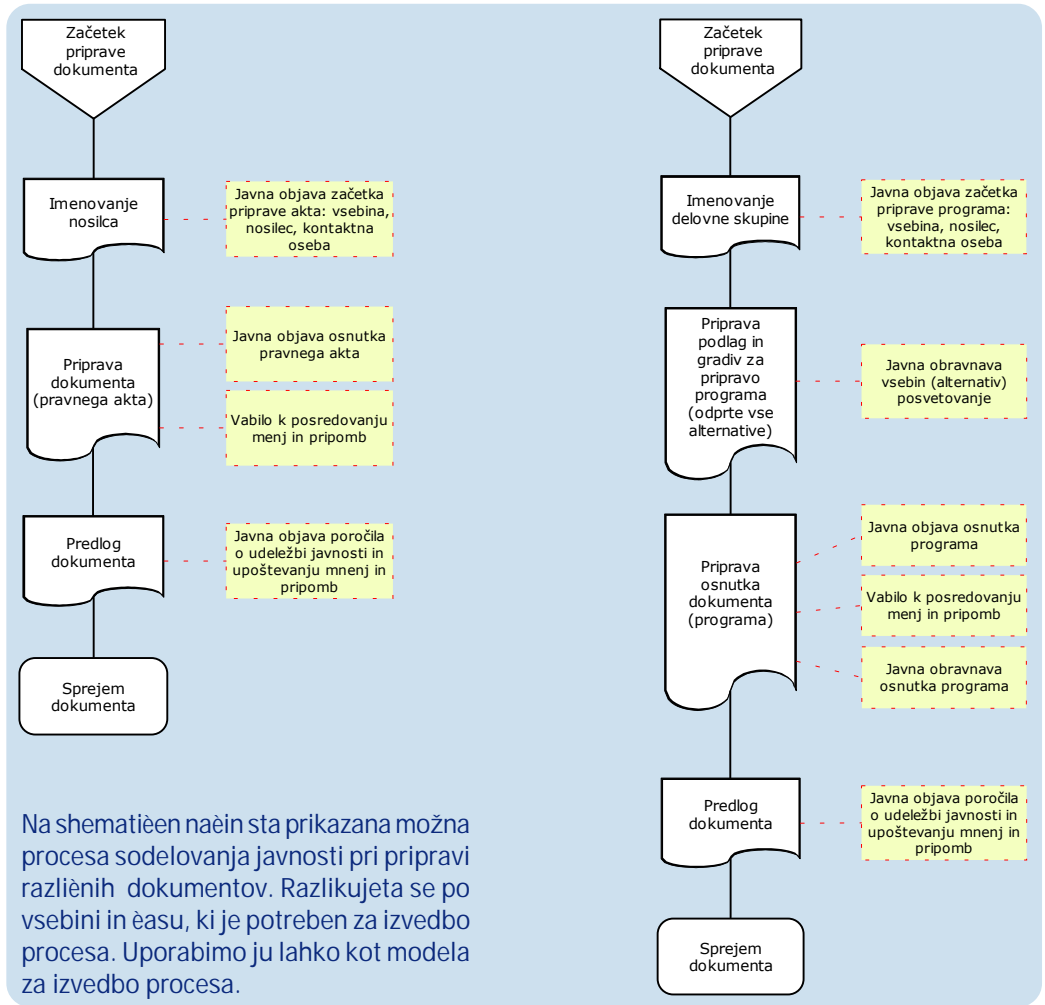 Začetek
priprave
dokumenta
Imenovanje
nosilca
Javna objava začetka
priprave akta: vsebina,
nosilec, kontaktna
oseba
Priprava
dokumenta
(pravnega akta)
Javna objava osnutka
pravnega akta
Vabilo k posredovanju
menj in pripomb
Predlog
dokumenta
Javna objava poročila
o udeležbi javnosti in
upoštevanju mnenj in
pripomb
Sprejem
dokumenta
Začetek
priprave
dokumenta
Imenovanje
delovne skupine
Javna objava začetka
priprave programa:
vsebina, nosilec,
kontaktna oseba
Priprava
podlag in
gradiv za
pripravo
programa
(odprte vse
alternative)
Javna obravnava
vsebin (alternativ)
posvetovanje
Priprava
osnutka
dokumenta
(programa)
Javna objava osnutka
programa
Vabilo k posredovanju
menj in pripomb
Javna obravnava
osnutka programa
Predlog
dokumenta
Javna objava poročila
o udeležbi javnosti in
upoštevanju mnenj in
pripomb
Sprejem
dokumenta
Na shematièen naèin sta prikazana možna
procesa sodelovanja javnosti pri pripravi
razliènih dokumentov. Razlikujeta se po
vsebini in èasu, ki je potreben za izvedbo
procesa. Uporabimo ju lahko kot modela
za izvedbo procesa.